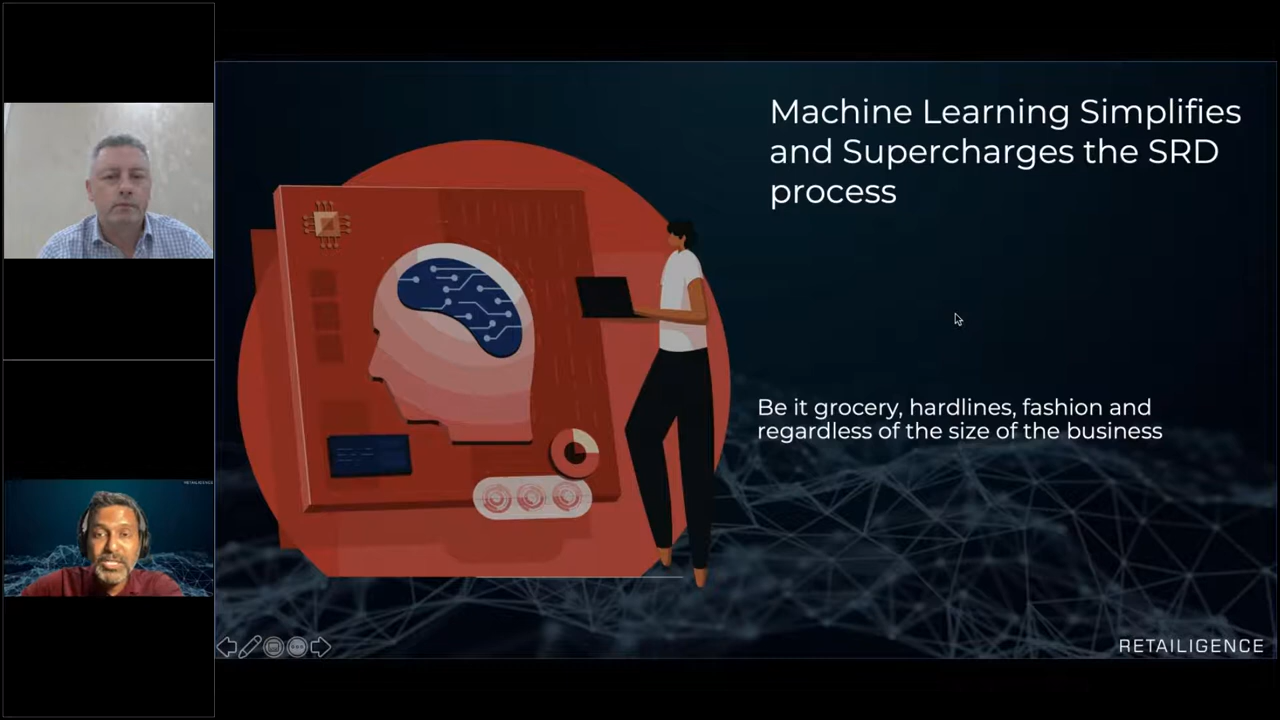 Machine Learning Simplifies
and Supercharges the SRD
process
Be it grocery, hardlines, fashion and
regardless of the size of the business
RETAILIGENCE
RETAILIGENCE